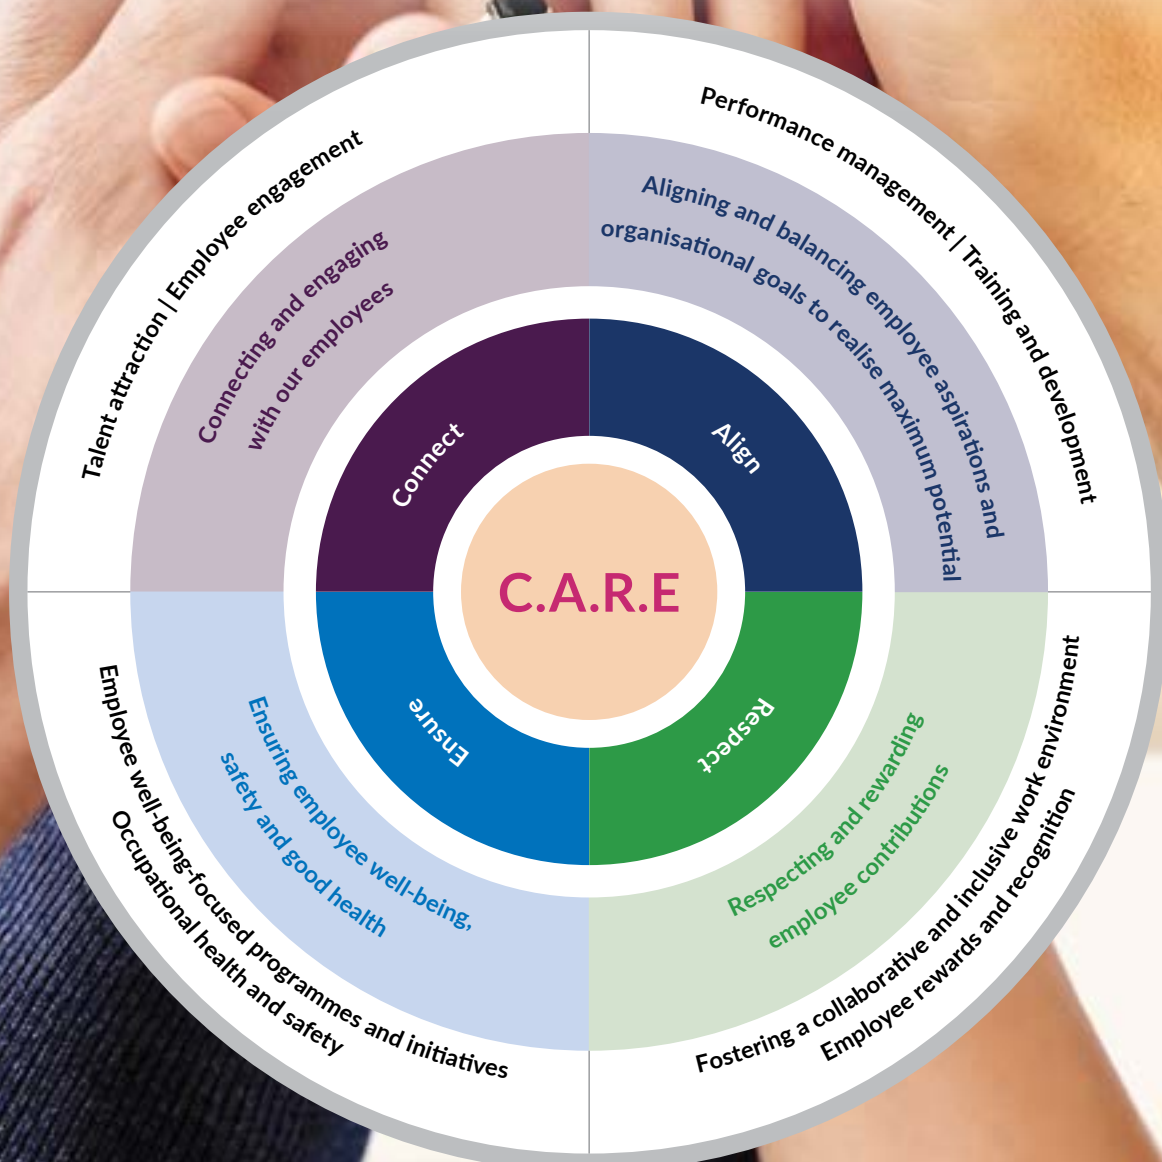 C.A.R.E
Connect
Connecting and engaging
with our employees
Talent attraction | Employee engagement
Align
Aligning and balancing employee aspirations and
organisational goals to realise maximum potential
Performance management | Training and development
Respect
Respecting and rewarding
employee contributions
Fostering a collaborative and inclusive work environment
Employee rewards and recognition
Ensure
Ensuring employee well-being,
safety and good health
Employee well-being-focused programmes and initiatives
Occupational health and safety